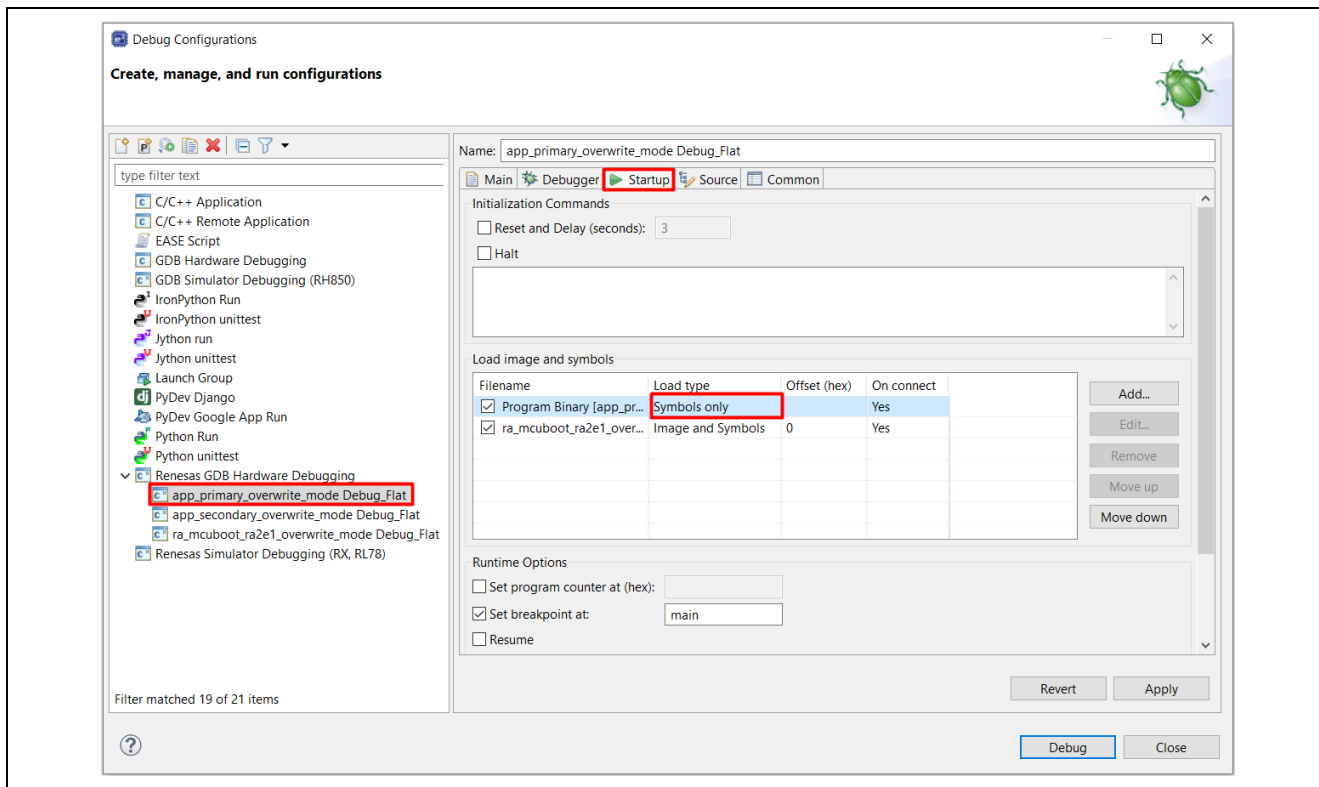 Debug Configurations
Create, manage, and run configurations
type filter text
C/C++ Application
C/C++ Remote Application
EASE Script
GDB Hardware Debugging
GDB Simulator Debugging (RH850)
IronPython Run
IronPython unittest
Jython run
Jython unittest
Launch Group
PyDev Django
PyDev Google App Run
Python Run
Python unittest
Renesas GDB Hardware Debugging
app_primary_overwrite_mode Debug_Flat
app_secondary_overwrite_mode Debug_Flat
ra_mcuboot_ra2e1_overwrite_mode Debug_Flat
Renesas Simulator Debugging (RX, RL78)
Filter matched 19 of 21 items
Name: app_primary_overwrite_mode Debug_Flat
Main Debugger Startup Source Common
Initialization Commands
Reset and Delay (seconds): 3
Halt
Load image and symbols
Filename Load type Offset (hex) On connect
Program Binary [app_pr... Symbols only Yes
ra_mcuboot_ra2e1_over... Image and Symbols 0 Yes
Add...
Edit...
Remove
Move up
Move down
Runtime Options
Set program counter at (hex):
Set breakpoint at: main
Resume
Revert Apply
Debug Close